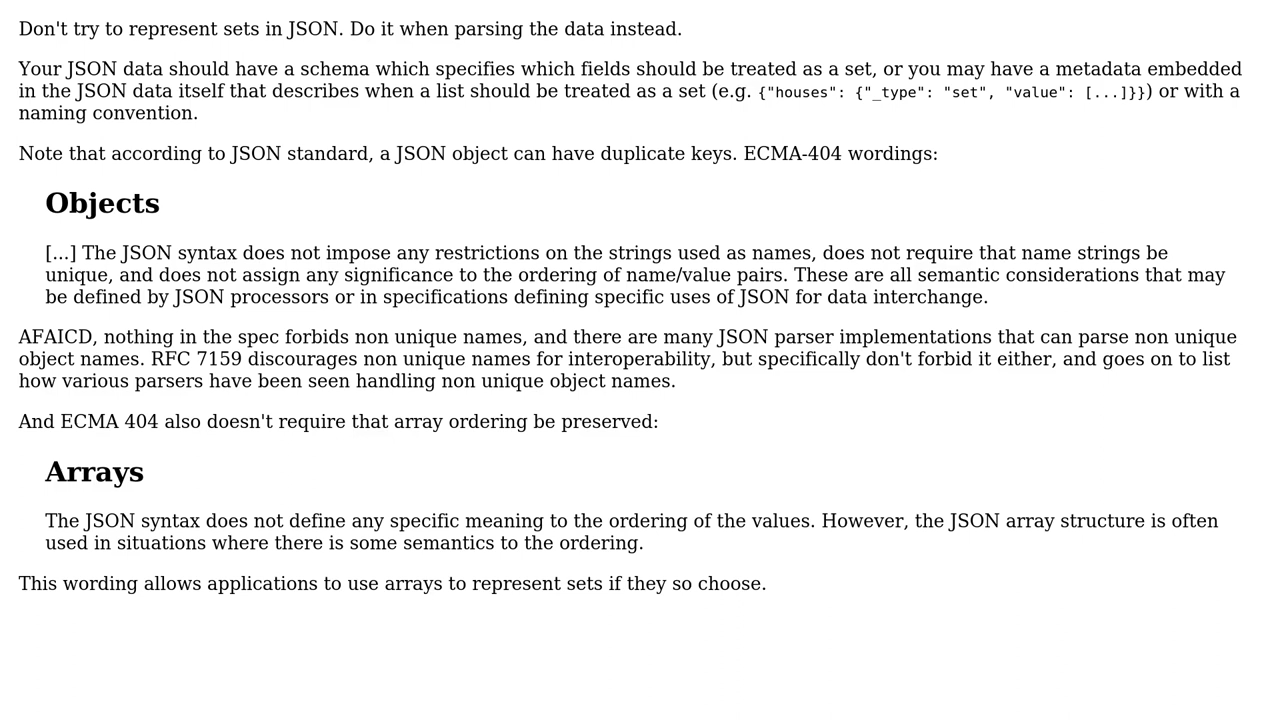 Don't try to represent sets in JSON. Do it when parsing the data instead.
Your JSON data should have a schema which specifies which fields should be treated as a set, or you may have a metadata embedded
in the JSON data itself that describes when a list should be treated as a set (e.g. {"houses": {"_type": "set", "value": [...]}}) or with a
naming convention.
Note that according to JSON standard, a JSON object can have duplicate keys. ECMA-404 wordings:
Objects
[...] The JSON syntax does not impose any restrictions on the strings used as names, does not require that name strings be
unique, and does not assign any significance to the ordering of name/value pairs. These are all semantic considerations that may
be defined by JSON processors or in specifications defining specific uses of JSON for data interchange.
AFAICD, nothing in the spec forbids non unique names, and there are many JSON parser implementations that can parse non unique
object names. RFC 7159 discourages non unique names for interoperability, but specifically don't forbid it either, and goes on to list
how various parsers have been seen handling non unique object names.
And ECMA 404 also doesn't require that array ordering be preserved:
Arrays
The JSON syntax does not define any specific meaning to the ordering of the values. However, the JSON array structure is often
used in situations where there is some semantics to the ordering.
This wording allows applications to use arrays to represent sets if they so choose.